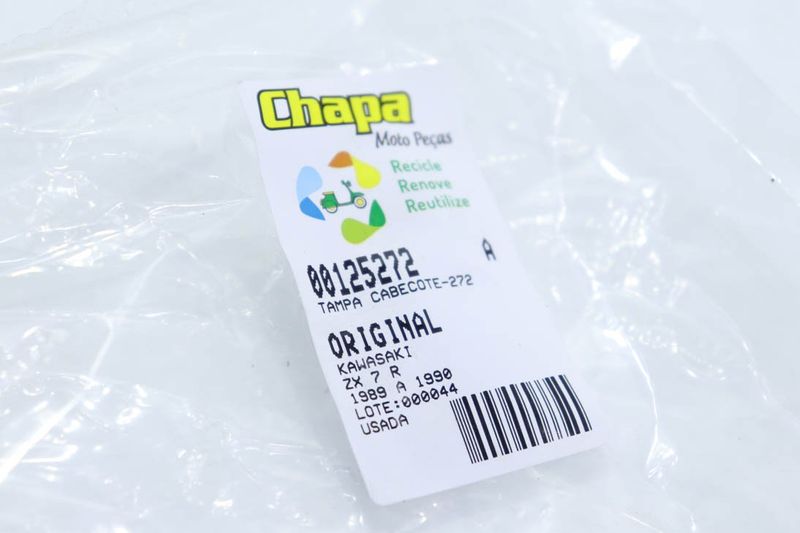 Chapa
Moto Peças
Recicle
Renove
Reutilize
00125272 A
TAMPA CABECOTE-272
ORIGINAL
KAWASAKI
ZX 7 R
1989 A 1990
LOTE:000044
USADA